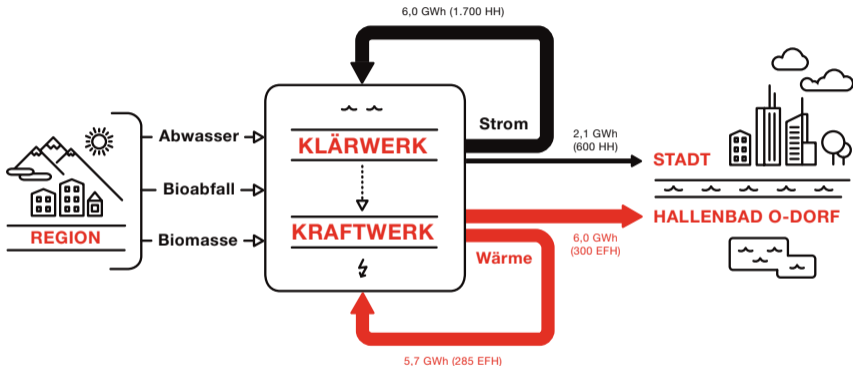 6,0 GWh (1.700 HH)
Strom
Abwasser
KLÄRWERK
2,1 GWh
(600 HH)
STADT
Bioabfall
HALLENBAD O-DORF
REGION
Biomasse
KRAFTWERK
6,0 GWh
(300 EFH)
Wärme
5,7 GWh (285 EFH)